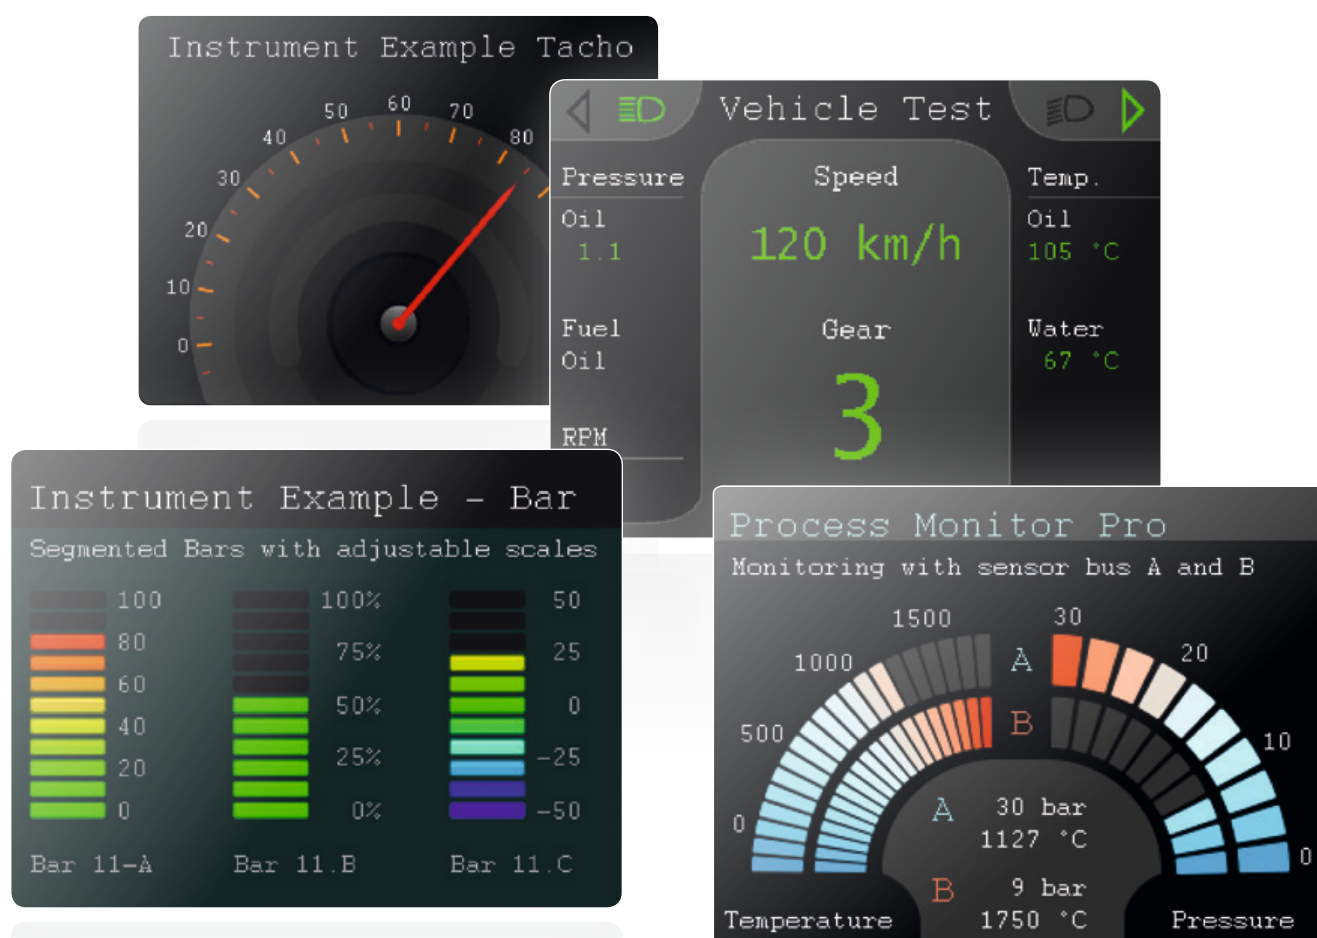 Instrument Example Tacho
0
10
20
30
40
50
60
70
80
Vehicle Test
Pressure
Oil
1.1
Fuel
Oil
RPM
Speed
120 km/h
Gear
3
Temp.
Oil
105 °C
Water
67 °C
Instrument Example - Bar
Segmented Bars with adjustable scales
100
80
60
40
20
0
Bar 11-A
100%
75%
50%
25%
0%
Bar 11.B
50
25
0
-25
-50
Bar 11.C
Process Monitor Pro
Monitoring with sensor bus A and B
0
500
1000
1500
A
B
30
20
10
0
A 30 bar
1127 °C
B 9 bar
1750 °C
Temperature
Pressure